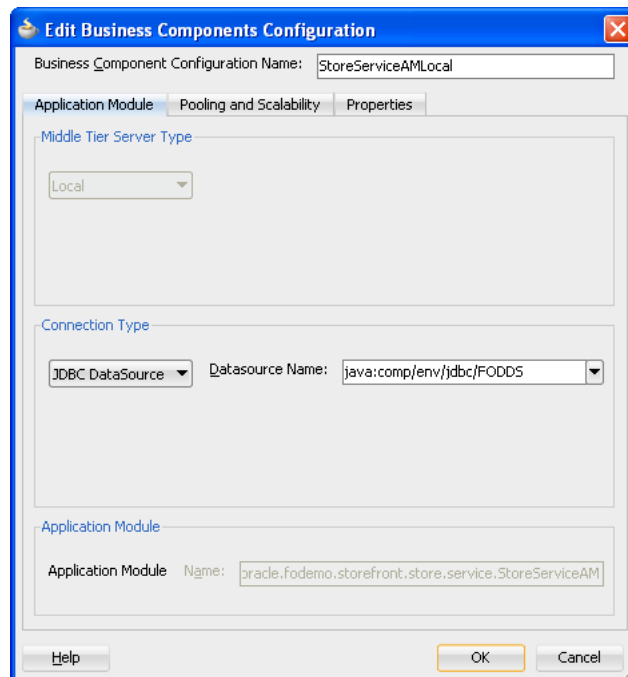 Edit Business Components Configuration
Business Component Configuration Name: StoreServiceAMLocal
Application Module Pooling and Scalability Properties
Middle Tier Server Type
Local
Connection Type
JDBC DataSource Datasource Name: java:comp/env/jdbc/FODDS
Application Module
Application Module Name: oracle.fodemo.storefront.store.service.StoreServiceAM
Help OK Cancel